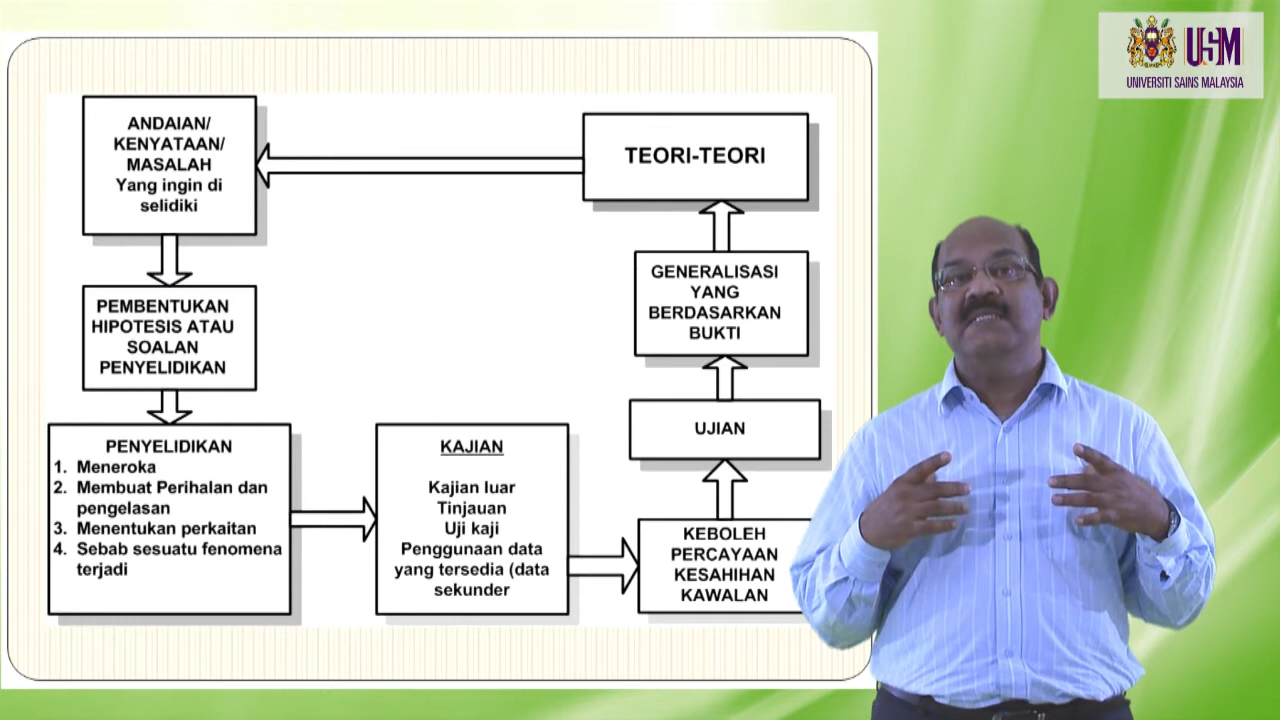 ANDAIAN/
KENYATAAN/
MASALAH
Yang ingin di
selidiki
PEMBENTUKAN
HIPOTESIS ATAU
SOALAN
PENYELIDIKAN
PENYELIDIKAN
1. Meneroka
2. Membuat Perihalan dan
pengelasan
3. Menentukan perkaitan
4. Sebab sesuatu fenomena
terjadi
KAJIAN
Kajian luar
Tinjauan
Uji kaji
Penggunaan data
yang tersedia (data
sekunder
KEBOLEH
PERCAYAAN
KESAHIHAN
KAWALAN
UJIAN
GENERALISASI
YANG
BERDASARKAN
BUKTI
TEORI-TEORI
USM
UNIVERSITI SAINS MALAYSIA